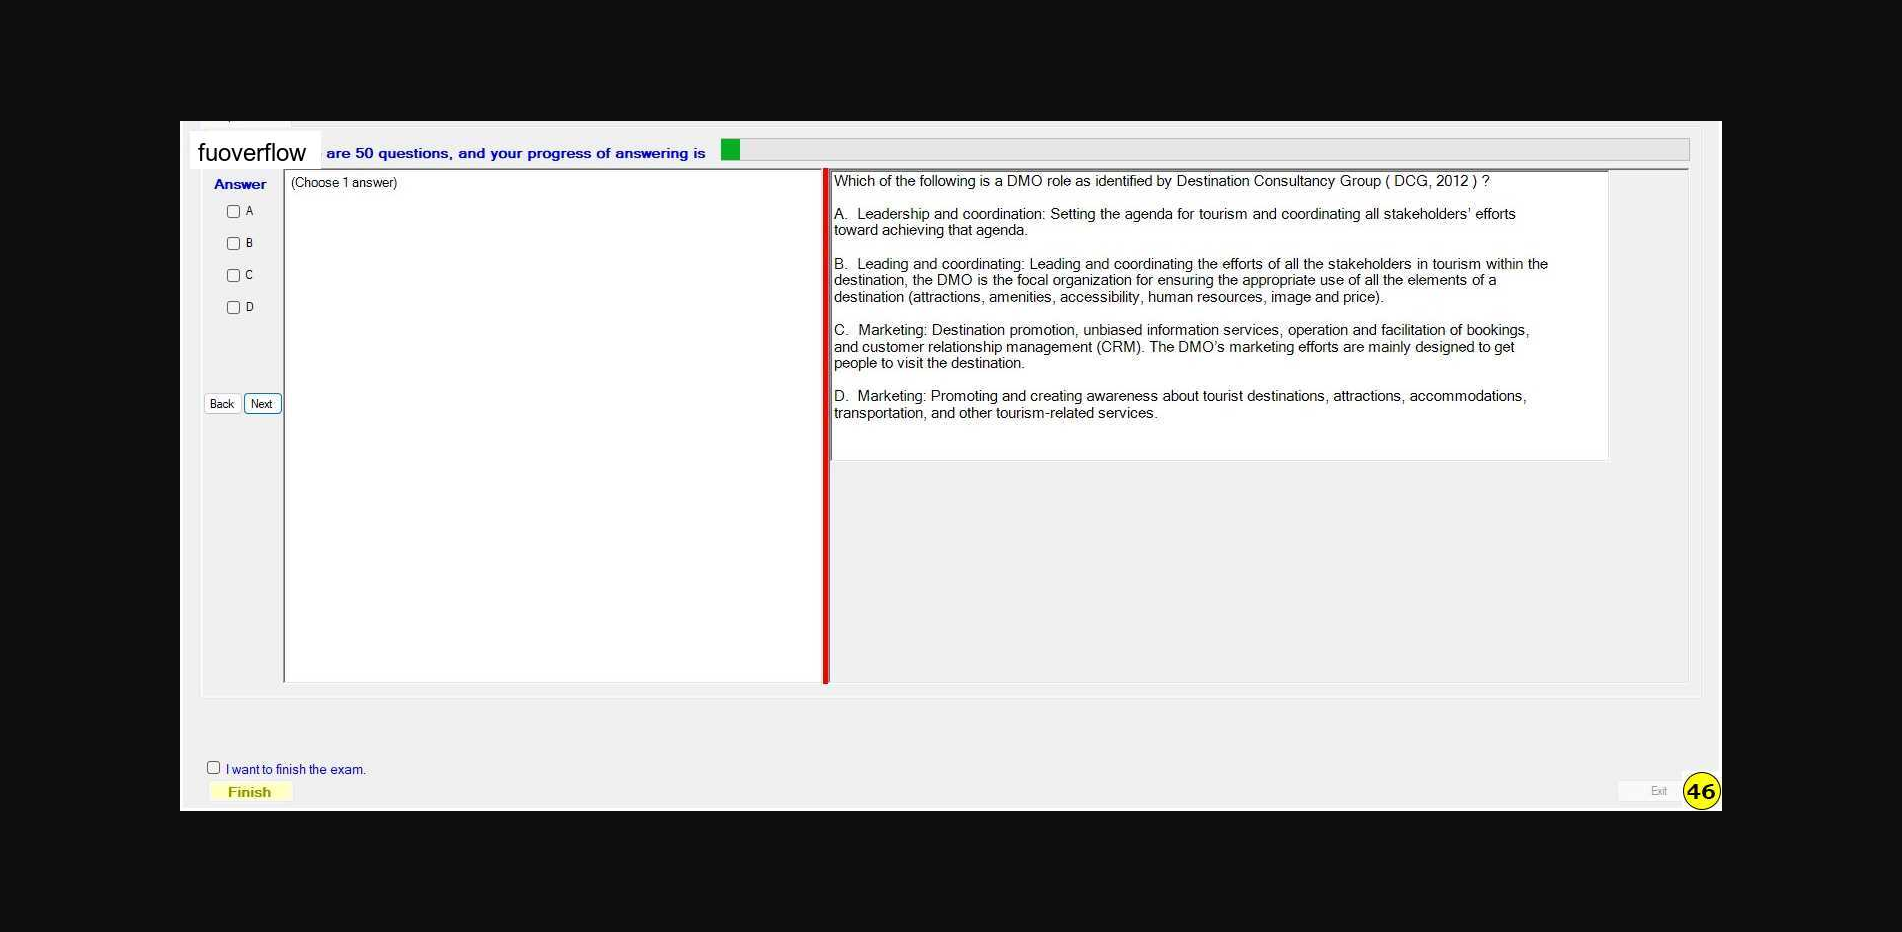 fuoverflow are 50 questions, and your progress of answering is
Answer
(Choose 1 answer)
A
B
C
D
Back Next
Which of the following is a DMO role as identified by Destination Consultancy Group ( DCG, 2012 ) ?
A. Leadership and coordination: Setting the agenda for tourism and coordinating all stakeholders' efforts
toward achieving that agenda.
B. Leading and coordinating: Leading and coordinating the efforts of all the stakeholders in tourism within the
destination, the DMO is the focal organization for ensuring the appropriate use of all the elements of a
destination (attractions, amenities, accessibility, human resources, image and price).
C. Marketing: Destination promotion, unbiased information services, operation and facilitation of bookings,
and customer relationship management (CRM). The DMO's marketing efforts are mainly designed to get
people to visit the destination.
D. Marketing: Promoting and creating awareness about tourist destinations, attractions, accommodations,
transportation, and other tourism-related services.
I want to finish the exam.
Finish
Exit
46